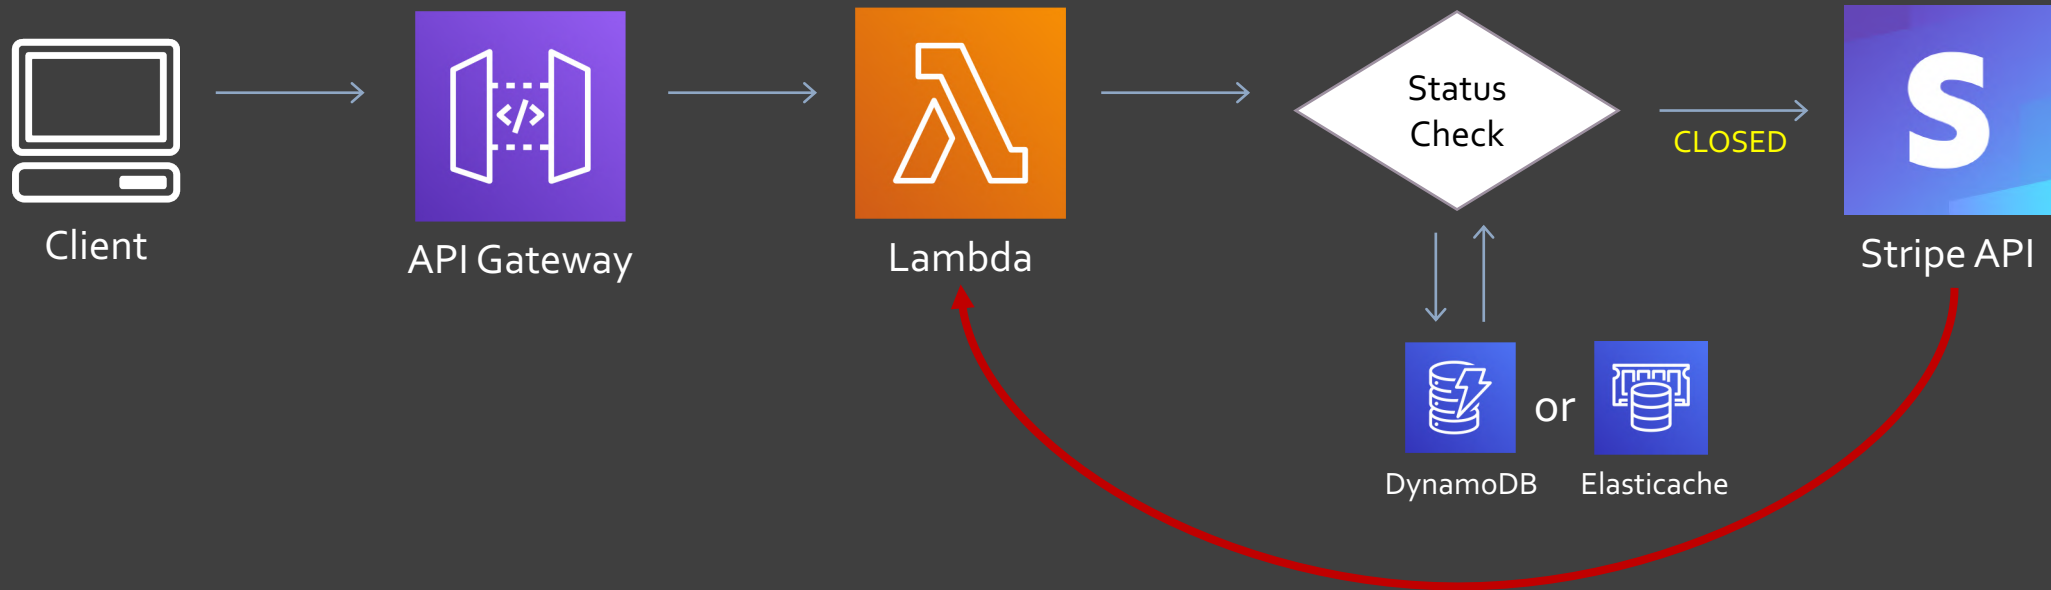 Client
API Gateway
</>
Lambda
Status
Check
CLOSED
S
Stripe API
or
DynamoDB
Elasticache